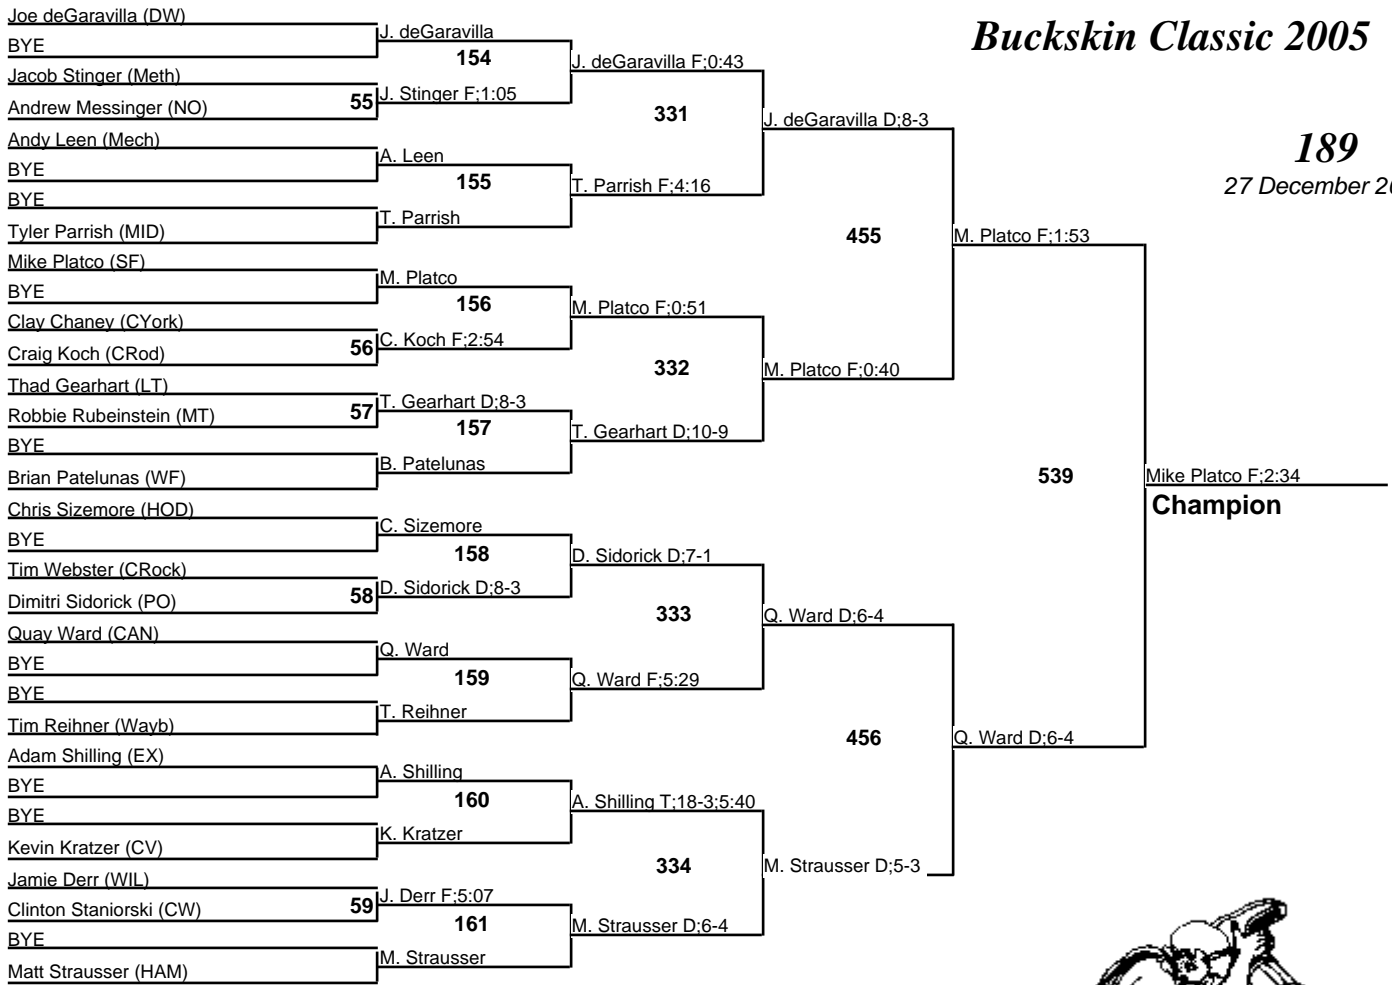 Buckskin Classic 2005
189
27 December 20
Joe deGaravilla (DW)
BYE
Jacob Stinger (Meth)
Andrew Messinger (NO)
Andy Leen (Mech)
BYE
BYE
Tyler Parrish (MID)
Mike Platco (SF)
BYE
Clay Chaney (CYork)
Craig Koch (CRod)
Thad Gearhart (LT)
Robbie Rubeinstein (MT)
BYE
Brian Patelunas (WF)
Chris Sizemore (HOD)
BYE
Tim Webster (CRock)
Dimitri Sidorick (PO)
Quay Ward (CAN)
BYE
BYE
Tim Reihner (Wayb)
Adam Shilling (EX)
BYE
BYE
Kevin Kratzer (CV)
Jamie Derr (WIL)
Clinton Staniorski (CW)
BYE
Matt Strausser (HAM)
55
56
57
58
59
J. deGaravilla
154
J. Stinger F;1:05
A. Leen
155
T. Parrish
M. Platco
156
C. Koch F;2:54
T. Gearhart D;8-3
157
B. Patelunas
C. Sizemore
158
D. Sidorick D;8-3
Q. Ward
159
T. Reihner
A. Shilling
160
K. Kratzer
J. Derr F;5:07
161
M. Strausser
J. deGaravilla F;0:43
331
T. Parrish F;4:16
M. Platco F;0:51
332
T. Gearhart D;10-9
D. Sidorick D;7-1
333
Q. Ward F;5:29
A. Shilling T;18-3;5:40
334
M. Strausser D;6-4
J. deGaravilla D;8-3
455
M. Platco F;0:40
Q. Ward D;6-4
456
M. Strausser D;5-3
M. Platco F;1:53
539
Q. Ward D;6-4
Mike Platco F;2:34
Champion